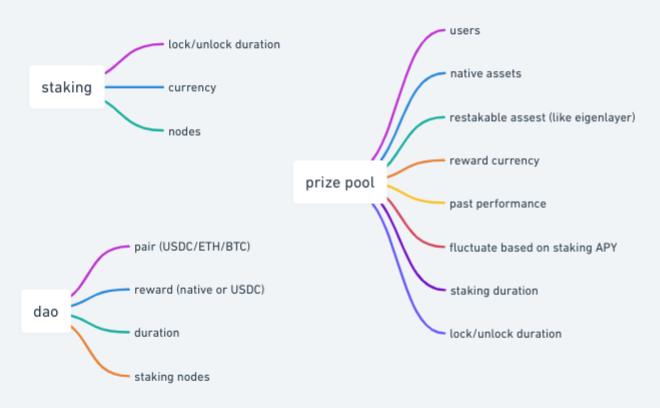 staking
lock/unlock duration
currency
nodes
dao
pair (USDC/ETH/BTC)
reward (native or USDC)
duration
staking nodes
prize pool
users
native assets
restakable assest (like eigenlayer)
reward currency
past performance
fluctuate based on staking APY
staking duration
lock/unlock duration